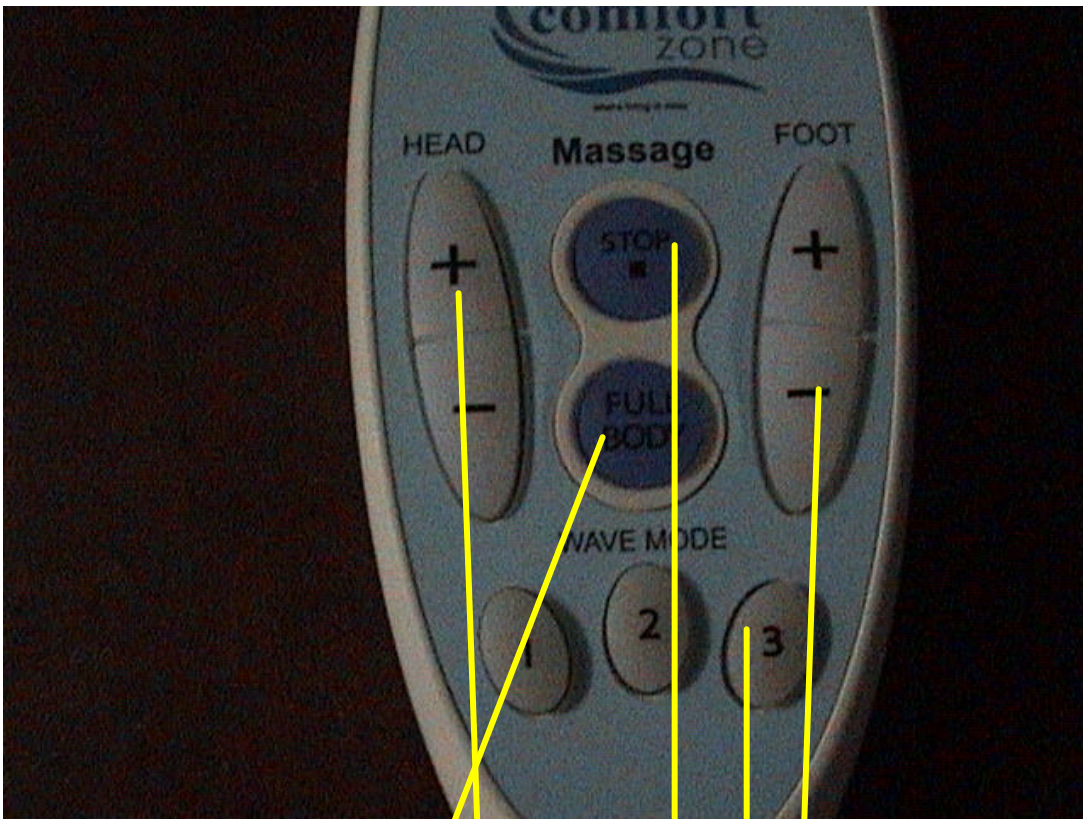 comfort
zone
HEAD
Massage
FOOT
+
STOP
+
-
FULL
BODY
-
WAVE MODE
1
2
3